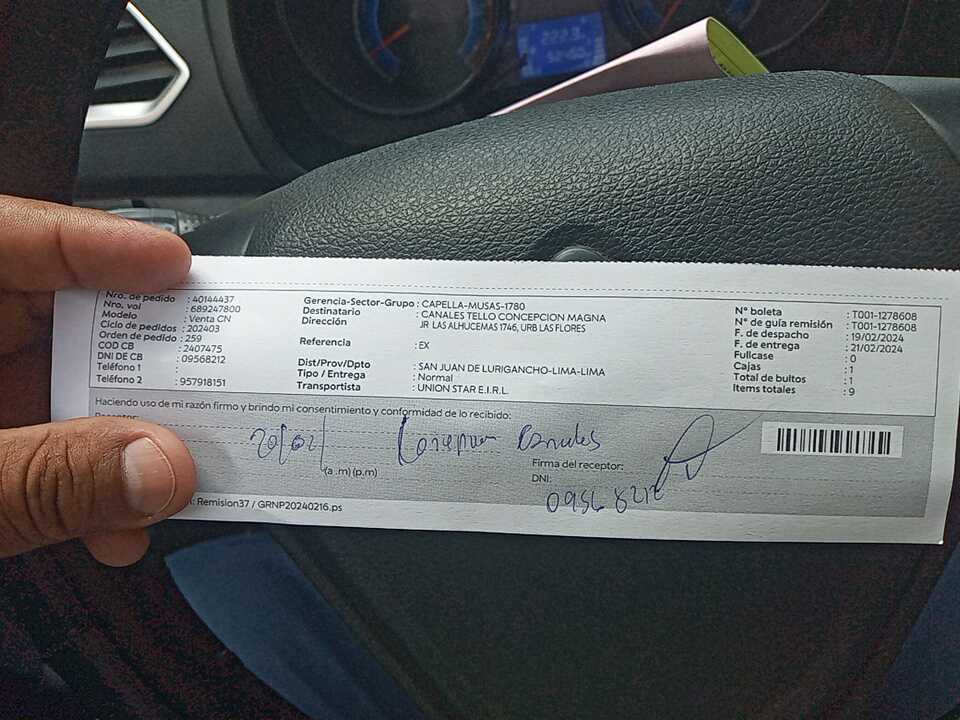 Nro. de pedido : 40144437
Nro. vol : 689247800
Modelo : Venta CN
Ciclo de pedidos : 202403
Orden de pedido : 259
COD CB : 2407475
DNI DE CB : 09568212
Teléfono 1 :
Teléfono 2 : 957918151
Gerencia-Sector-Grupo : CAPELLA-MUSAS-1780
Destinatario : CANALES TELLO CONCEPCION MAGNA
Dirección JR LAS ALHUCEMAS 1746, URB LAS FLORES
Referencia : EX
Dist/Prov/Dpto : SAN JUAN DE LURIGANCHO-LIMA-LIMA
Tipo / Entrega : Normal
Transportista : UNION STAR E.I.R.L.
N° boleta : T001-1278608
N° de guía remisión : T001-1278608
F. de despacho : 19/02/2024
F. de entrega : 21/02/2024
Fullcase : 0
Cajas : 1
Total de bultos : 1
Items totales : 9
Haciendo uso de mi razón firmo y brindo mi consentimiento y conformidad de lo recibido:
Receptor:
20/02/ Canales
(a .m) (p.m)
Firma del receptor:
DNI:
09568212
: Remision37 / GRNP20240216.ps